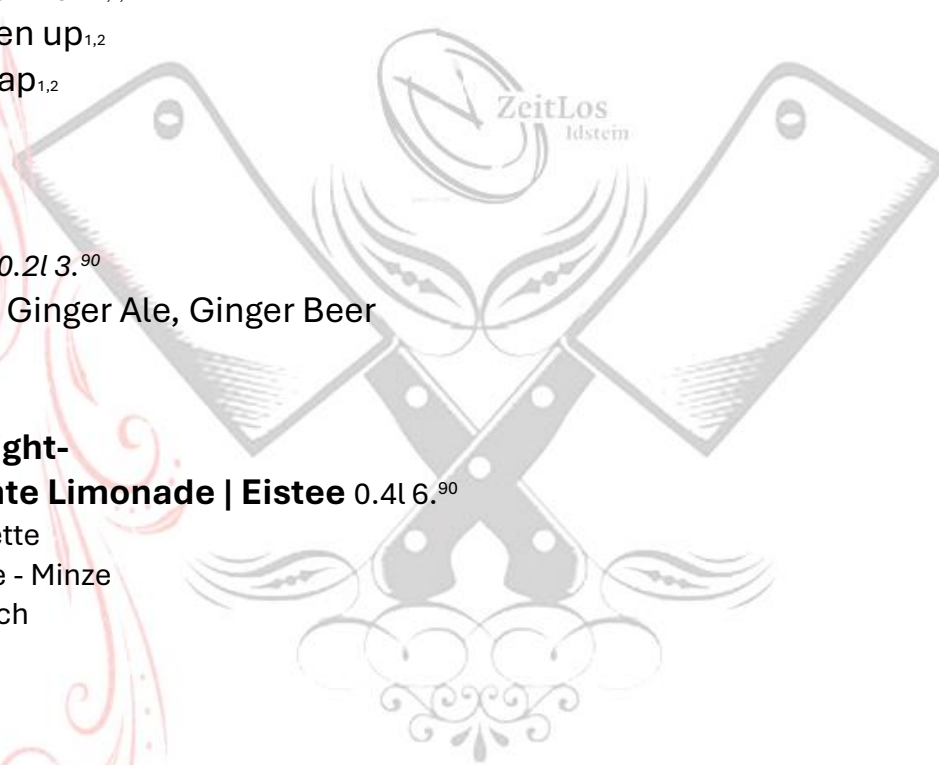 en up1,2
ap1,2
ZeitLos
Idstein
0.2l 3.90
Ginger Ale, Ginger Beer
ght-
te Limonade | Eistee 0.4l 6.90
ette
e - Minze
ch